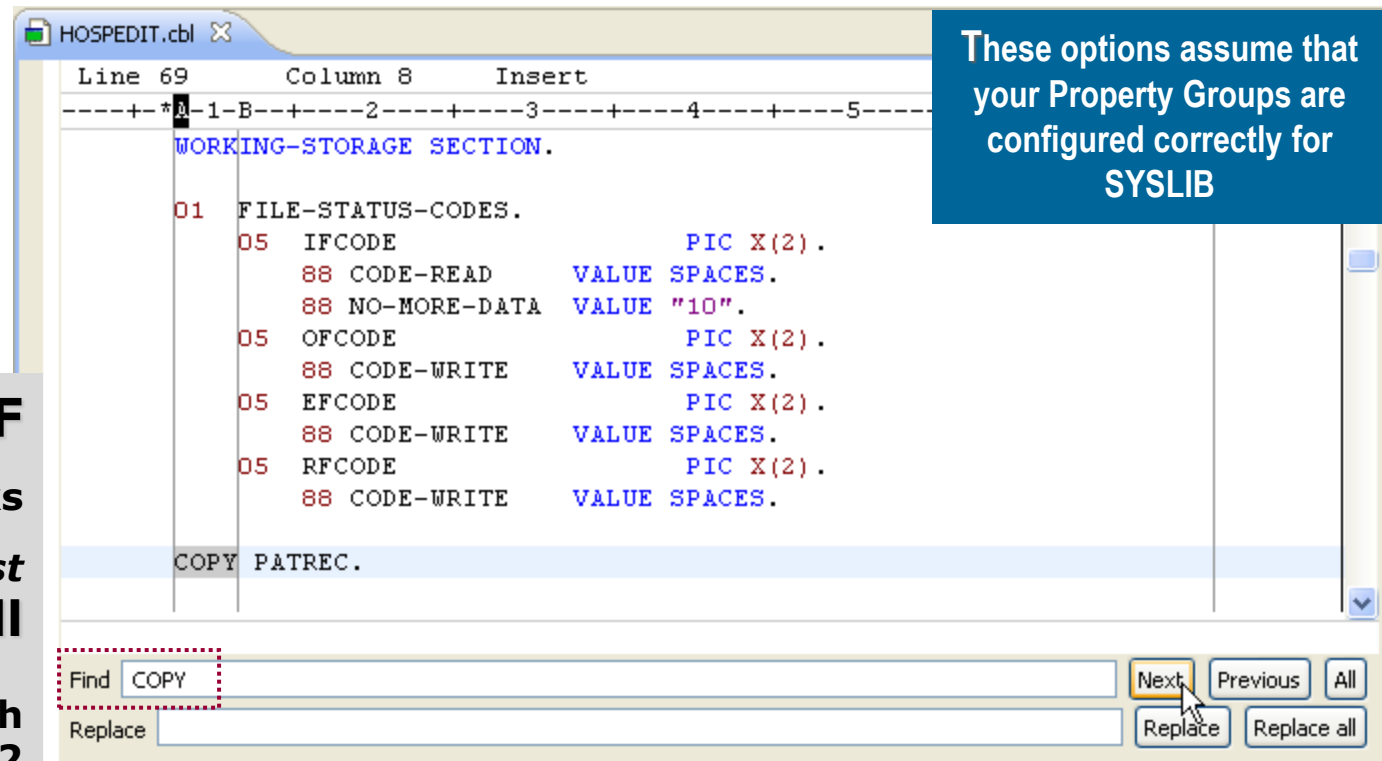 HOSPEDIT.cbl
These options assume that
your Property Groups are
configured correctly for
SYSLIB
Line 69 Column 8 Insert
----+-*A-1-B--+----2----+----3----+----4----+----5-----
WORKING-STORAGE SECTION.
01 FILE-STATUS-CODES.
05 IFCODE PIC X(2).
88 CODE-READ VALUE SPACES.
88 NO-MORE-DATA VALUE "10".
05 OFCODE PIC X(2).
88 CODE-WRITE VALUE SPACES.
05 EFCODE PIC X(2).
88 CODE-WRITE VALUE SPACES.
05 RFCODE PIC X(2).
88 CODE-WRITE VALUE SPACES.
COPY PATREC.
Find COPY Next Previous All
Replace Replace Replace all
F
st
ll
h
2